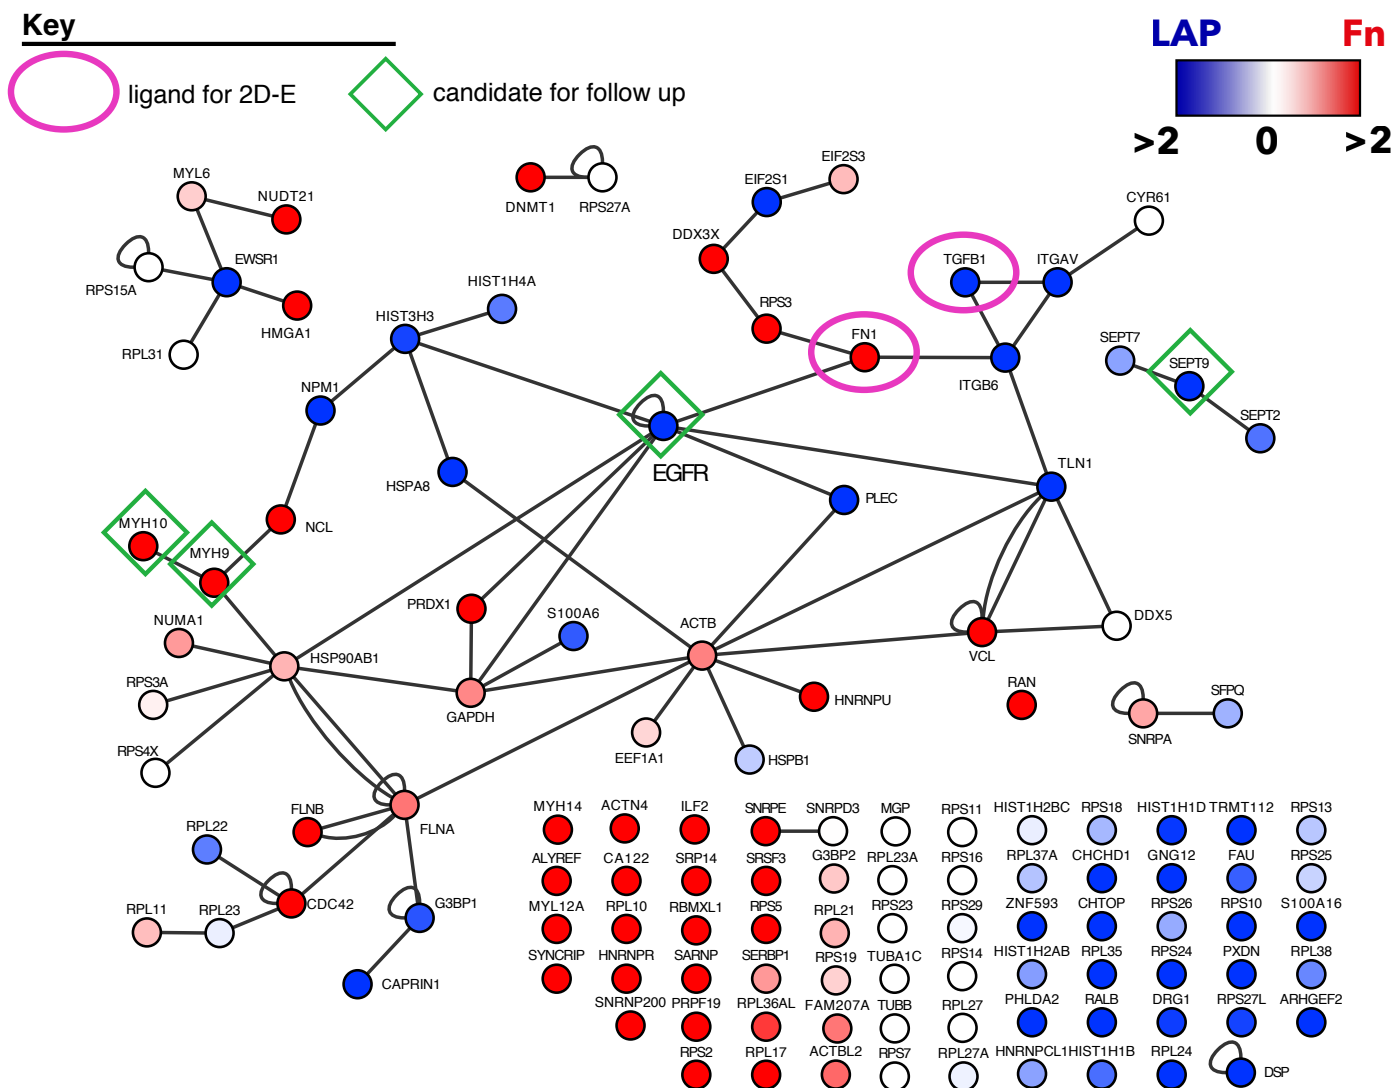 Key
LAP
Fn
ligand for 2D-E
candidate for follow up
>2
0
>2
MYL6
NUDT21
EWSR1
RPS15A
HMGA1
RPL31
DNMT1
RPS27A
EIF2S3
EIF2S1
DDX3X
RPS3
FN1
TGFB1
ITGAV
CYR61
ITGB6
SEPT7
SEPT9
SEPT2
HIST1H4A
HIST3H3
NPM1
HSPA8
EGFR
PLEC
TLN1
NCL
MYH10
MYH9
NUMA1
HSP90AB1
RPS3A
RPS4X
PRDX1
S100A6
GAPDH
ACTB
EEF1A1
HSPB1
HNRNPU
VCL
DDX5
RAN
SNRPA
SFPQ
FLNB
FLNA
RPL22
CDC42
RPL11
RPL23
G3BP1
CAPRIN1
MYH14
ACTN4
ILF2
SNRPE
SNRPD3
MGP
RPS11
HIST1H2BC
RPS18
HIST1H1D
TRMT112
RPS13
ALYREF
CA122
SRP14
SRSF3
G3BP2
RPL23A
RPS16
RPL37A
CHCHD1
GNG12
FAU
RPS25
MYL12A
RPL10
RBMXL1
RPS5
RPL21
RPS23
RPS29
ZNF593
CHTOP
RPS26
RPS10
S100A16
SYNCRIP
HNRNPR
SARNP
SERBP1
RPS19
TUBA1C
RPS14
HIST1H2AB
RPL35
RPS24
PXDN
RPL38
SNRNP200
PRPF19
RPL36AL
FAM207A
TUBB
RPL27
PHLDA2
RALB
DRG1
RPS27L
ARHGEF2
RPS2
RPL17
ACTBL2
RPS7
RPL27A
HNRNPCL1
HIST1H1B
RPL24
DSP